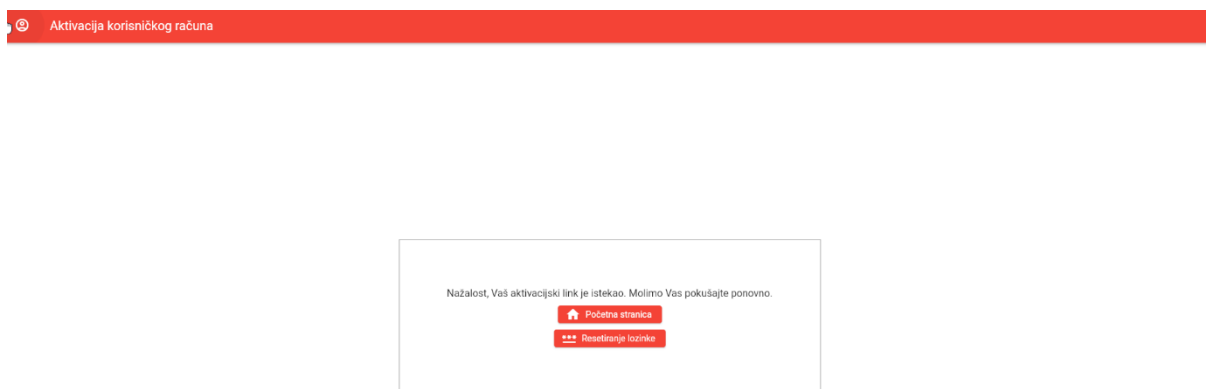 Aktivacija korisničkog računa
Nažalost, Vaš aktivacijski link je istekao. Molimo Vas pokušajte ponovno.
Početna stranica
Resetiranje lozinke